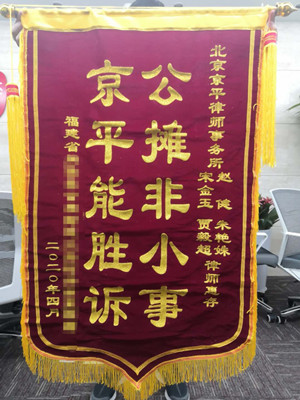 北京京平律师事务所 赵健 朱艳姝
宋金玉 贾毅超 律师惠存
公摊非小事
京平能胜诉
福建省
二〇二〇年四月